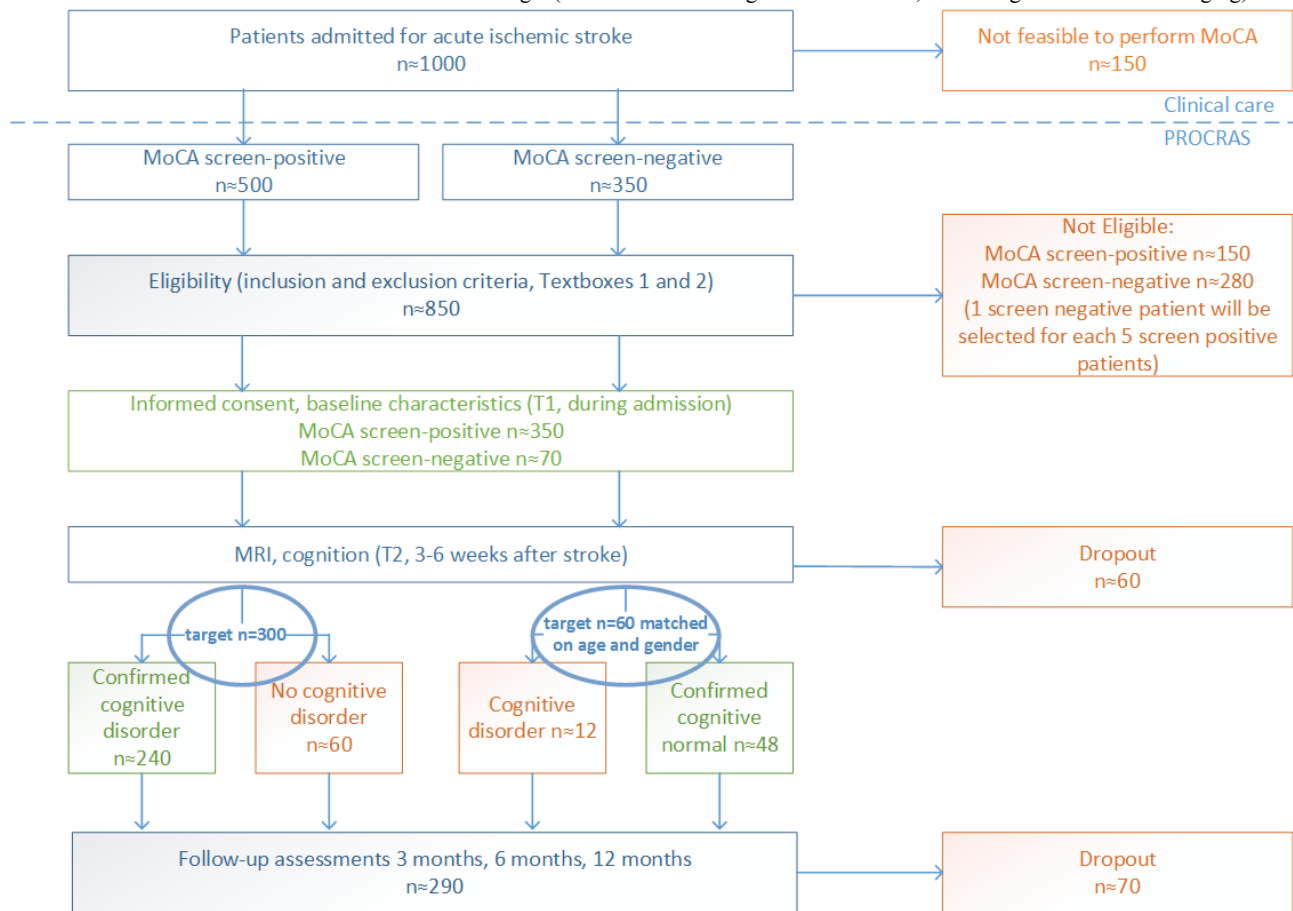 Patients admitted for acute ischemic stroke
n≈1000
Not feasible to perform MoCA
n≈150
Clinical care
PROCRAS
MoCA screen-positive
n≈500
MoCA screen-negative
n≈350
Not Eligible:
MoCA screen-positive n≈150
MoCA screen-negative n≈280
(1 screen negative patient will be
selected for each 5 screen positive
patients)
Eligibility (inclusion and exclusion criteria, Textboxes 1 and 2)
n≈850
Informed consent, baseline characteristics (T1, during admission)
MoCA screen-positive n≈350
MoCA screen-negative n≈70
MRI, cognition (T2, 3-6 weeks after stroke)
Dropout
n≈60
target n=300
target n=60 matched
on age and gender
Confirmed
cognitive
disorder
n≈240
No cognitive
disorder
n≈60
Cognitive
disorder n≈12
Confirmed
cognitive
normal n≈48
Follow-up assessments 3 months, 6 months, 12 months
n≈290
Dropout
n≈70